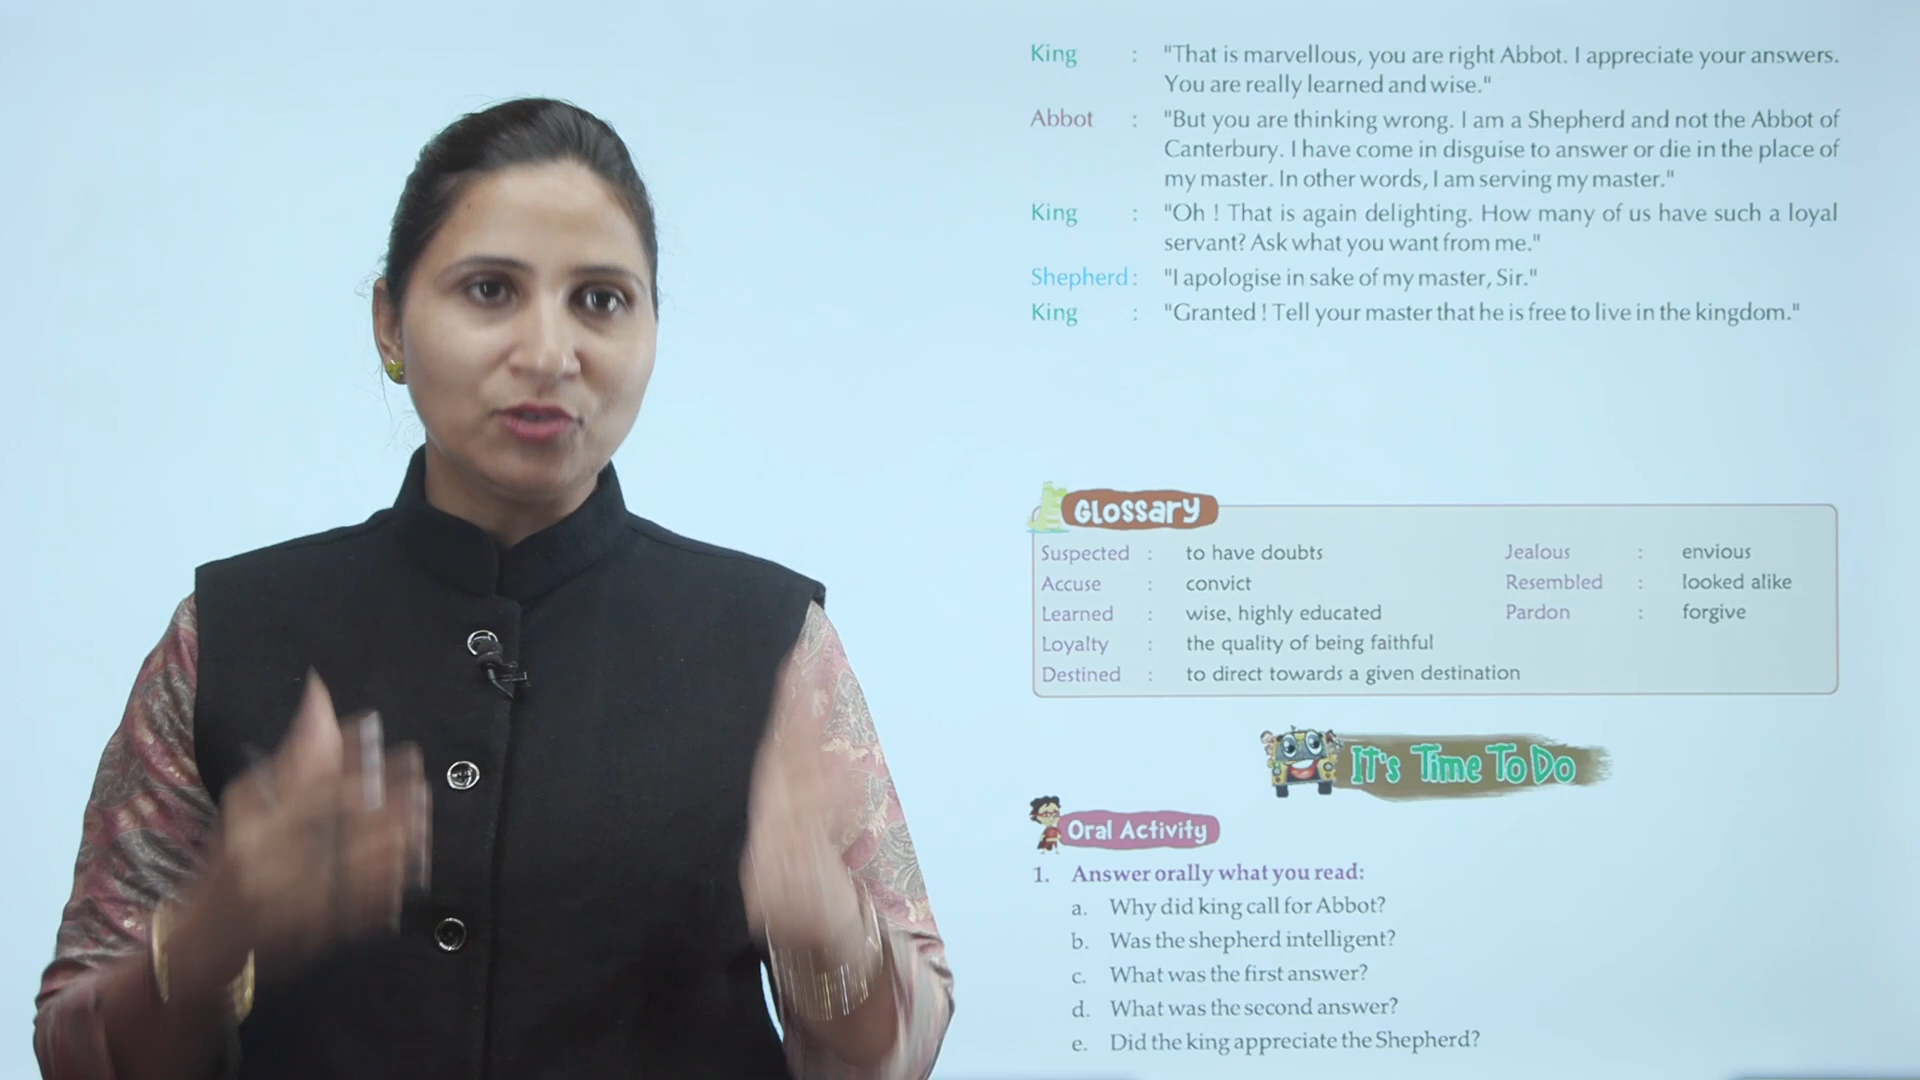 King : "That is marvellous, you are right Abbot. I appreciate your answers.
You are really learned and wise."
Abbot : "But you are thinking wrong. I am a Shepherd and not the Abbot of
Canterbury. I have come in disguise to answer or die in the place of
my master. In other words, I am serving my master."
King : "Oh ! That is again delighting. How many of us have such a loyal
servant? Ask what you want from me."
Shepherd : "I apologise in sake of my master, Sir."
King : "Granted ! Tell your master that he is free to live in the kingdom."
Glossary
Suspected : to have doubts Jealous : envious
Accuse : convict Resembled : looked alike
Learned : wise, highly educated Pardon : forgive
Loyalty : the quality of being faithful
Destined : to direct towards a given destination
It's Time To Do
Oral Activity
1. Answer orally what you read:
a. Why did king call for Abbot?
b. Was the shepherd intelligent?
c. What was the first answer?
d. What was the second answer?
e. Did the king appreciate the Shepherd?